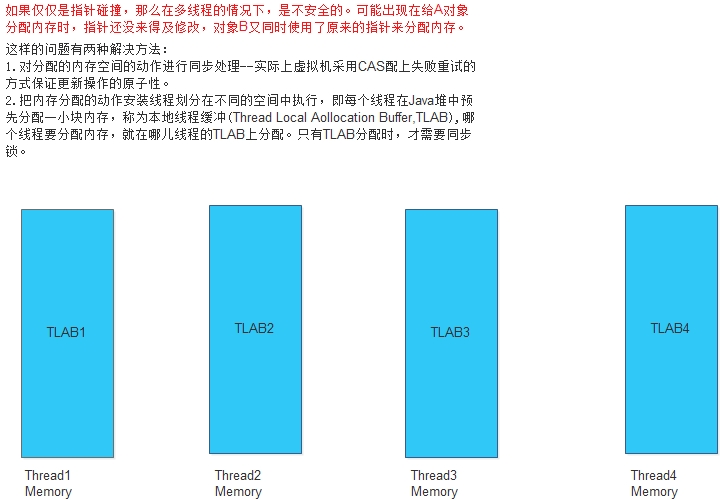 如果仅仅是指针碰撞，那么在多线程的情况下，是不安全的。可能出现在给A对象
分配内存时，指针还没来得及修改，对象B又同时使用了原来的指针来分配内存。
这样的问题有两种解决方法：
1.对分配的内存空间的动作进行同步处理--实际上虚拟机采用CAS配上失败重试的
方式保证更新操作的原子性。
2.把内存分配的动作安装线程划分在不同的空间中执行，即每个线程在Java堆中预
先分配一小块内存，称为本地线程缓冲(Thread Local Aollocation Buffer,TLAB),哪
个线程要分配内存，就在哪儿线程的TLAB上分配。只有TLAB分配时，才需要同步
锁。
TLAB1
TLAB2
TLAB3
TLAB4
Thread1
Memory
Thread2
Memory
Thread3
Memory
Thread4
Memory